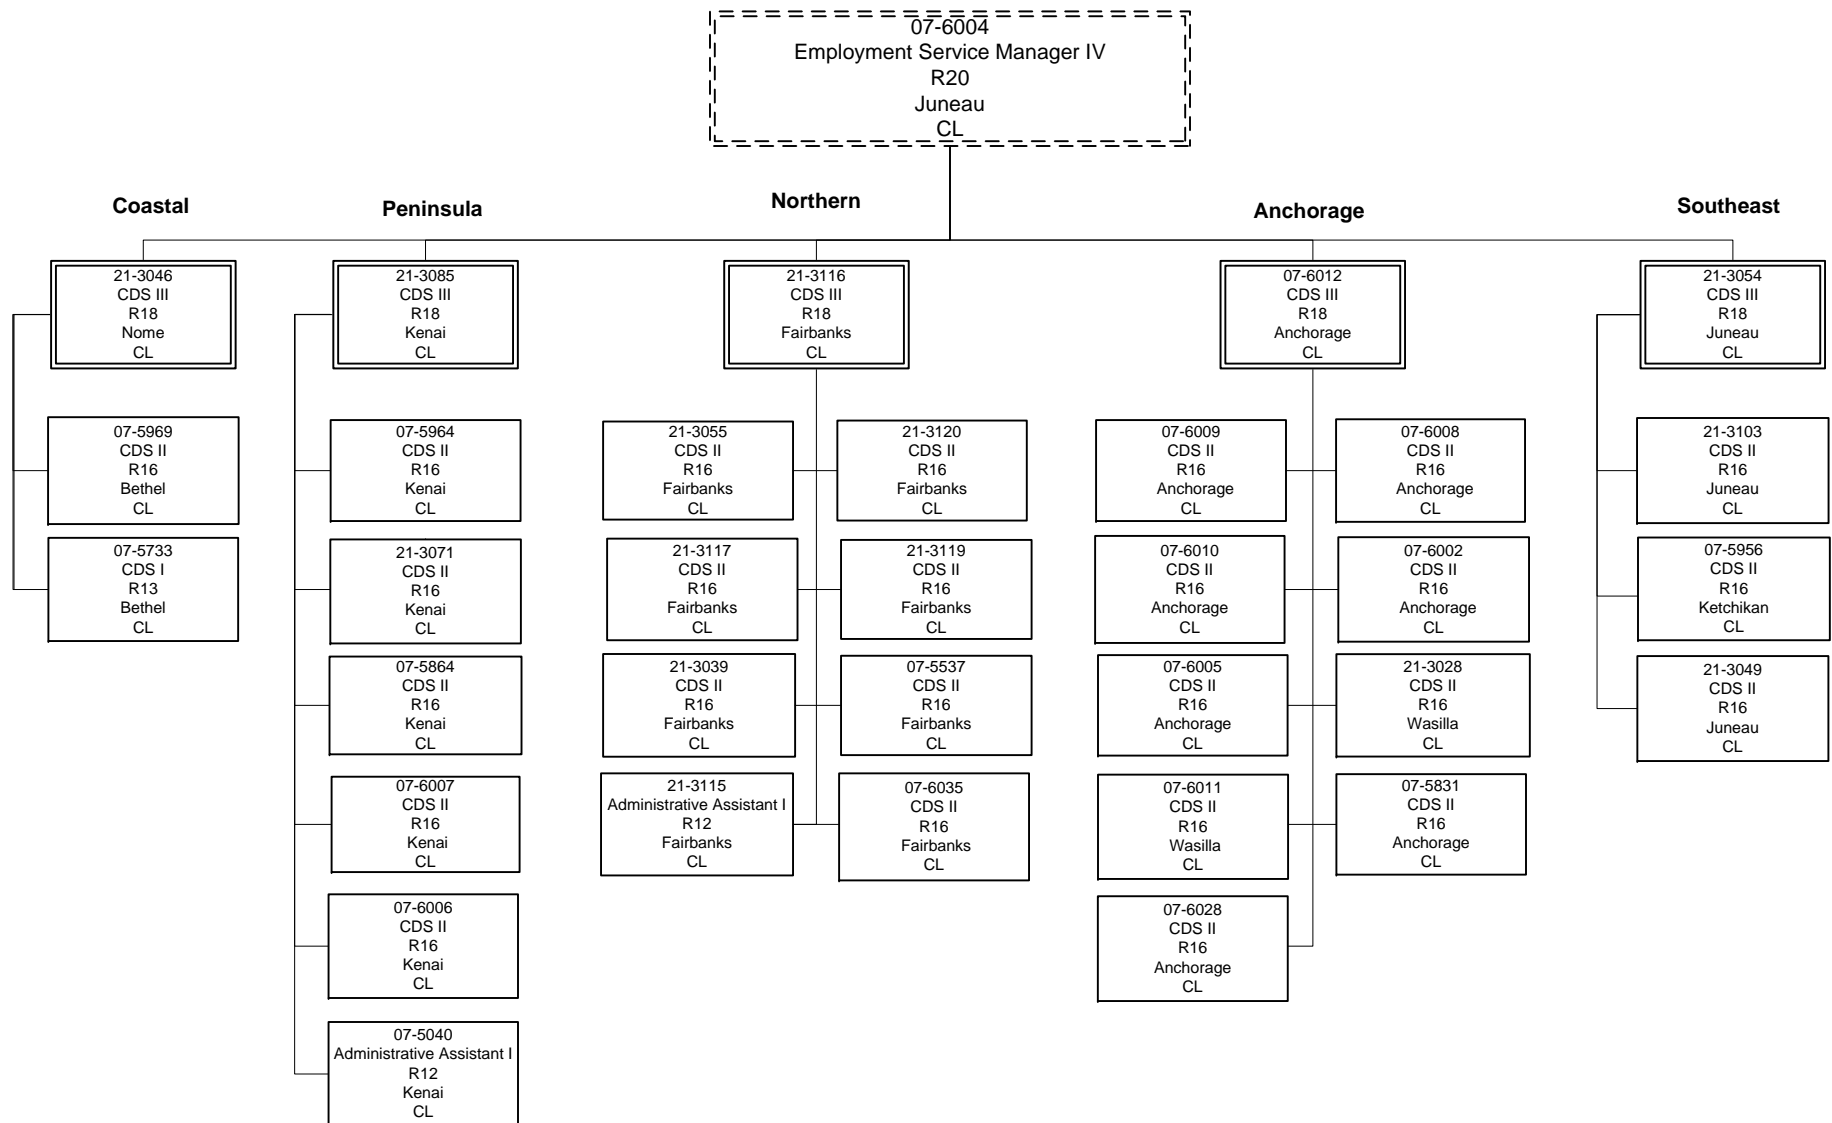 07-6004
Employment Service Manager IV
R20
Juneau
CL
Coastal
Peninsula
Northern
Anchorage
Southeast
21-3046
CDS III
R18
Nome
CL
21-3085
CDS III
R18
Kenai
CL
21-3116
CDS III
R18
Fairbanks
CL
07-6012
CDS III
R18
Anchorage
CL
21-3054
CDS III
R18
Juneau
CL
07-5969
CDS II
R16
Bethel
CL
07-5733
CDS I
R13
Bethel
CL
07-5964
CDS II
R16
Kenai
CL
21-3071
CDS II
R16
Kenai
CL
07-5864
CDS II
R16
Kenai
CL
07-6007
CDS II
R16
Kenai
CL
07-6006
CDS II
R16
Kenai
CL
07-5040
Administrative Assistant I
R12
Kenai
CL
21-3055
CDS II
R16
Fairbanks
CL
21-3120
CDS II
R16
Fairbanks
CL
21-3117
CDS II
R16
Fairbanks
CL
21-3119
CDS II
R16
Fairbanks
CL
21-3039
CDS II
R16
Fairbanks
CL
07-5537
CDS II
R16
Fairbanks
CL
21-3115
Administrative Assistant I
R12
Fairbanks
CL
07-6035
CDS II
R16
Fairbanks
CL
07-6009
CDS II
R16
Anchorage
CL
07-6008
CDS II
R16
Anchorage
CL
07-6010
CDS II
R16
Anchorage
CL
07-6002
CDS II
R16
Anchorage
CL
07-6005
CDS II
R16
Anchorage
CL
21-3028
CDS II
R16
Wasilla
CL
07-6011
CDS II
R16
Wasilla
CL
07-5831
CDS II
R16
Anchorage
CL
07-6028
CDS II
R16
Anchorage
CL
21-3103
CDS II
R16
Juneau
CL
07-5956
CDS II
R16
Ketchikan
CL
21-3049
CDS II
R16
Juneau
CL